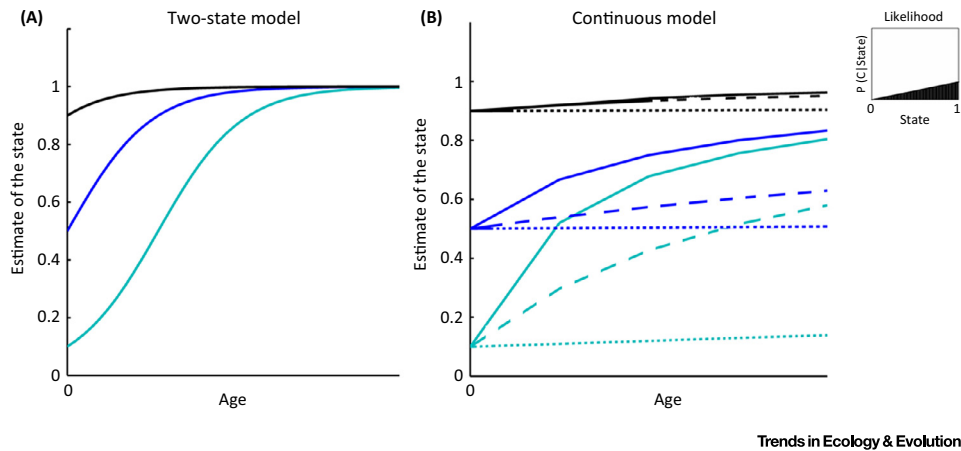 (A)
Two-state model
Estimate of the state
1
0.8
0.6
0.4
0.2
0
0
Age
(B)
Continuous model
Estimate of the state
1
0.8
0.6
0.4
0.2
0
0
Age
Likelihood
P (C|State)
0
1
State
Trends in Ecology & Evolution